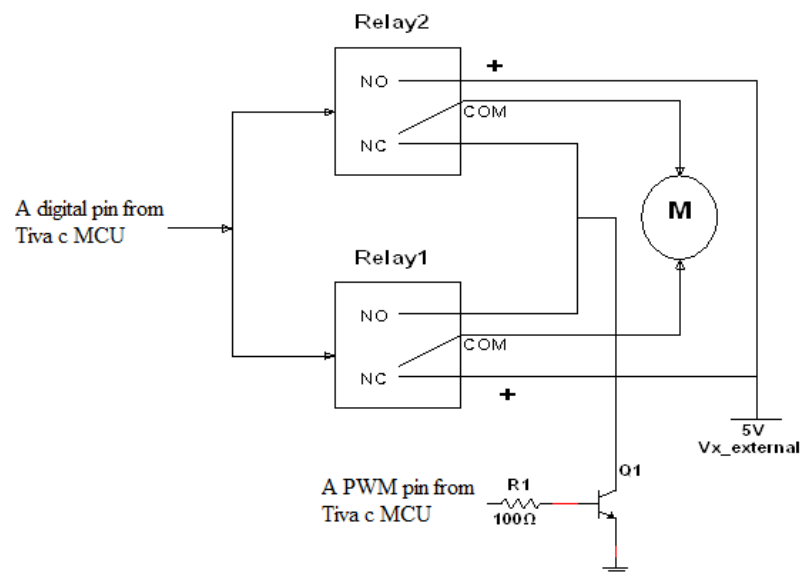 Relay2
NO
+
COM
NC
A digital pin from
Tiva c MCU
M
Relay1
NO
COM
NC
+
5V
Vx_external
Q1
A PWM pin from
Tiva c MCU
R1
100Ω